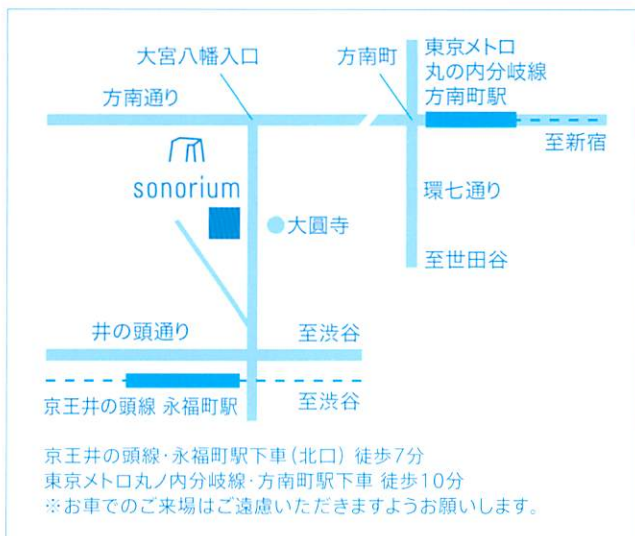 大宮八幡入口
方南町
東京メトロ
丸の内分岐線
方南町駅
方南通り
至新宿
sonorium
環七通り
大圓寺
至世田谷
井の頭通り
至渋谷
京王井の頭線 永福町駅
至渋谷
京王井の頭線・永福町駅下車(北口) 徒歩7分
東京メトロ丸ノ内分岐線・方南町駅下車 徒歩10分
※お車でのご来場はご遠慮いただきますようお願いします。